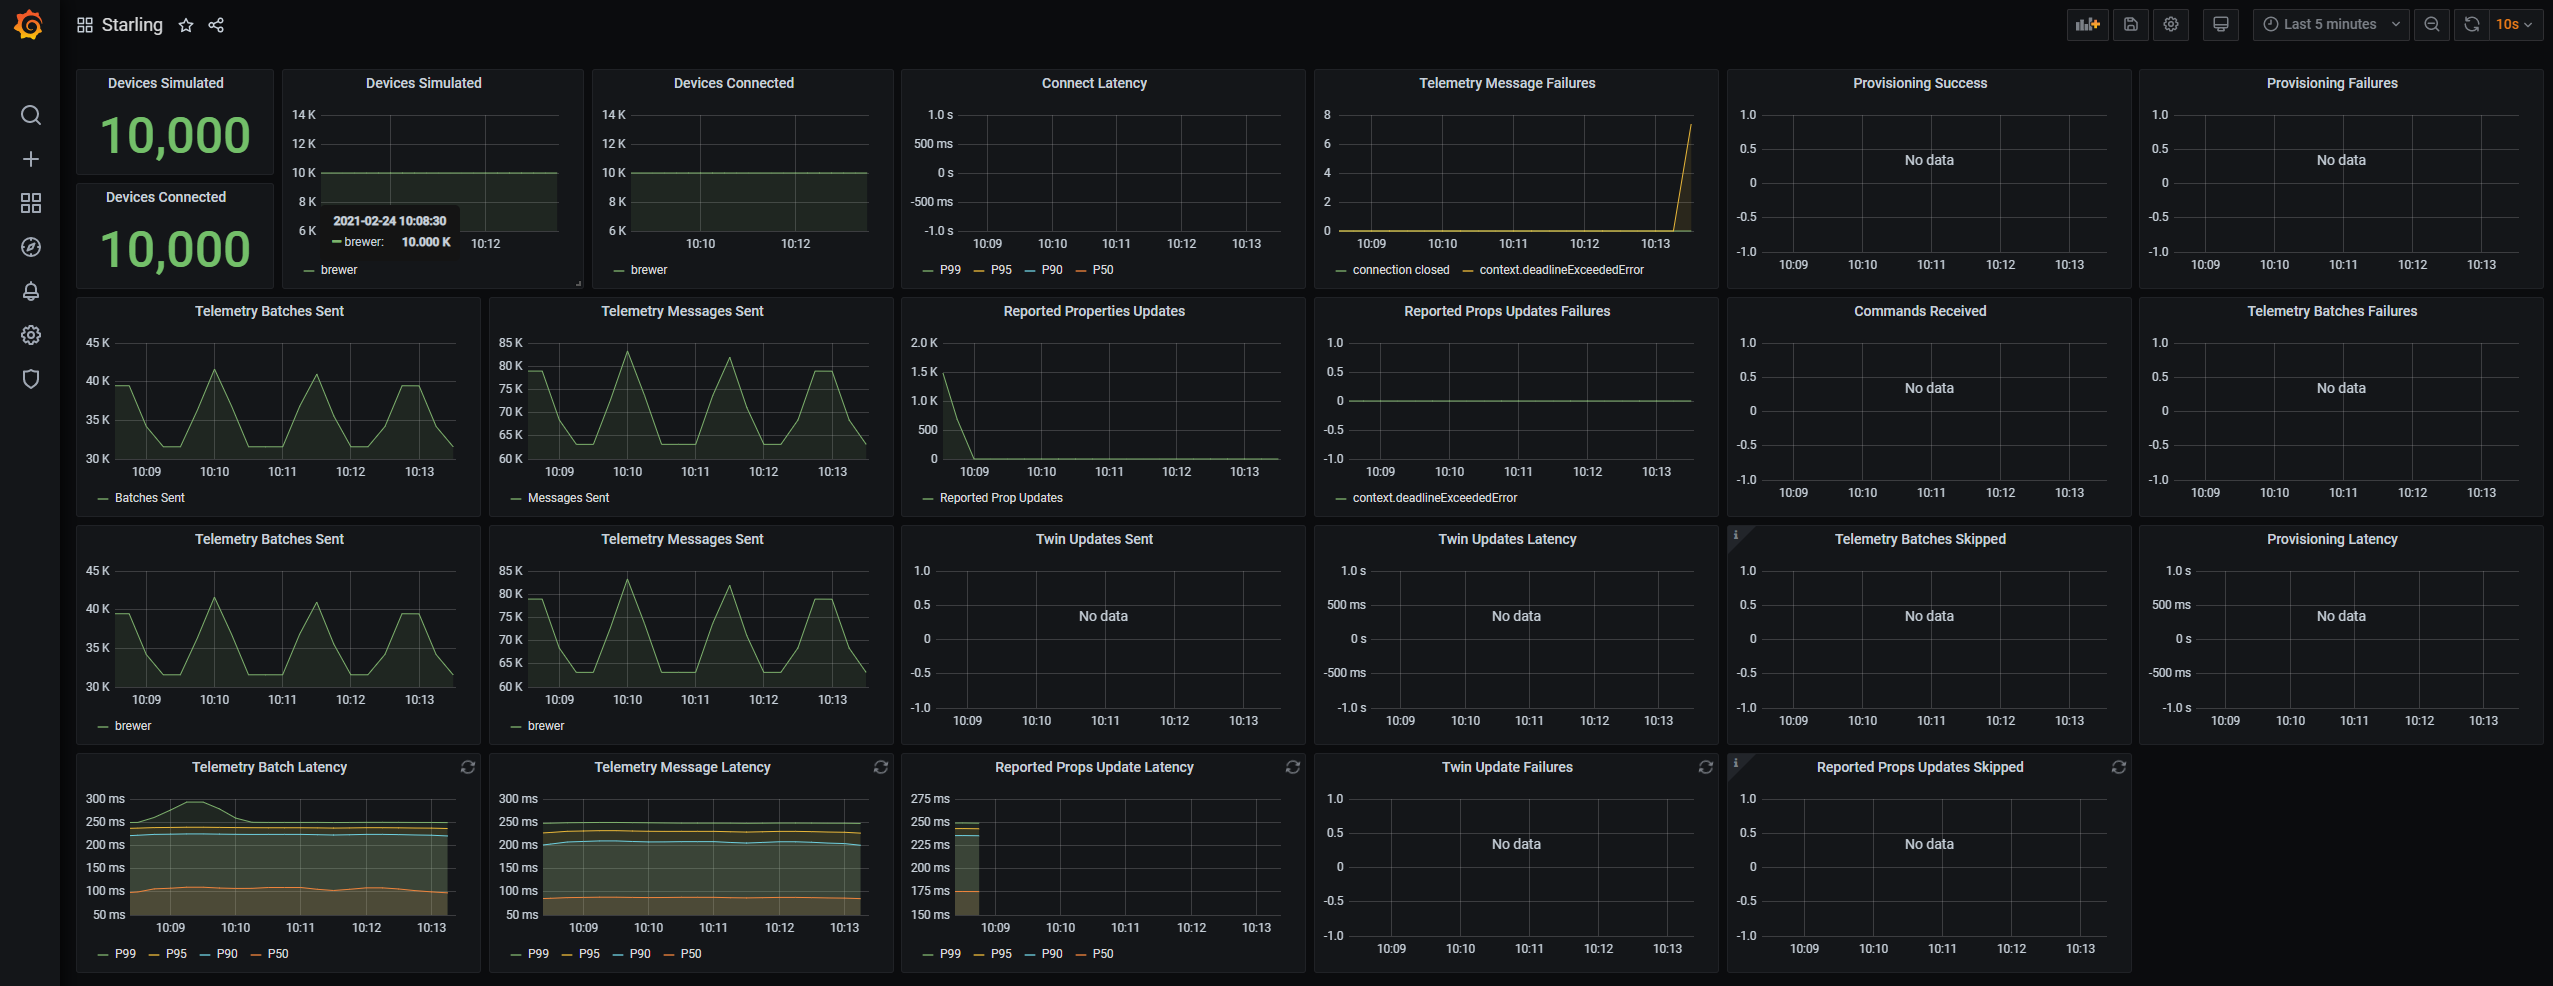 Starling
Last 5 minutes
10s
Devices Simulated
10,000
Devices Connected
10,000
Devices Simulated
14 K
12 K
10 K
8 K
6 K
2021-02-24 10:08:30
brewer: 10.000 K
10:12
brewer
Devices Connected
14 K
12 K
10 K
8 K
6 K
10:10 10:12
brewer
Connect Latency
1.0 s
500 ms
0 s
-500 ms
-1.0 s
10:09 10:10 10:11 10:12 10:13
P99 P95 P90 P50
Telemetry Message Failures
8
6
4
2
0
10:09 10:10 10:11 10:12 10:13
connection closed context.deadlineExceededError
Provisioning Success
1.0
0.5
0
-0.5
-1.0
No data
10:09 10:10 10:11 10:12 10:13
Provisioning Failures
1.0
0.5
0
-0.5
-1.0
No data
10:09 10:10 10:11 10:12 10:13
Telemetry Batches Sent
45 K
40 K
35 K
30 K
10:09 10:10 10:11 10:12 10:13
Batches Sent
Telemetry Messages Sent
85 K
80 K
75 K
70 K
65 K
60 K
10:09 10:10 10:11 10:12 10:13
Messages Sent
Reported Properties Updates
2.0 K
1.5 K
1.0 K
500
0
10:09 10:10 10:11 10:12 10:13
Reported Prop Updates
Reported Props Updates Failures
1.0
0.5
0
-0.5
-1.0
10:09 10:10 10:11 10:12 10:13
context.deadlineExceededError
Commands Received
1.0
0.5
0
-0.5
-1.0
No data
10:09 10:10 10:11 10:12 10:13
Telemetry Batches Failures
1.0
0.5
0
-0.5
-1.0
No data
10:09 10:10 10:11 10:12 10:13
Telemetry Batches Sent
45 K
40 K
35 K
30 K
10:09 10:10 10:11 10:12 10:13
brewer
Telemetry Messages Sent
85 K
80 K
75 K
70 K
65 K
60 K
10:09 10:10 10:11 10:12 10:13
brewer
Twin Updates Sent
1.0
0.5
0
-0.5
-1.0
No data
10:09 10:10 10:11 10:12 10:13
Twin Updates Latency
1.0 s
500 ms
0 s
-500 ms
-1.0 s
No data
10:09 10:10 10:11 10:12 10:13
i
Telemetry Batches Skipped
1.0
0.5
0
-0.5
-1.0
No data
10:09 10:10 10:11 10:12 10:13
Provisioning Latency
1.0 s
500 ms
0 s
-500 ms
-1.0 s
No data
10:09 10:10 10:11 10:12 10:13
Telemetry Batch Latency
300 ms
250 ms
200 ms
150 ms
100 ms
50 ms
10:09 10:10 10:11 10:12 10:13
P99 P95 P90 P50
Telemetry Message Latency
300 ms
250 ms
200 ms
150 ms
100 ms
50 ms
10:09 10:10 10:11 10:12 10:13
P99 P95 P90 P50
Reported Props Update Latency
275 ms
250 ms
225 ms
200 ms
175 ms
150 ms
10:09 10:10 10:11 10:12 10:13
P99 P95 P90 P50
Twin Update Failures
1.0
0.5
0
-0.5
-1.0
No data
10:09 10:10 10:11 10:12 10:13
i
Reported Props Updates Skipped
1.0
0.5
0
-0.5
-1.0
No data
10:09 10:10 10:11 10:12 10:13